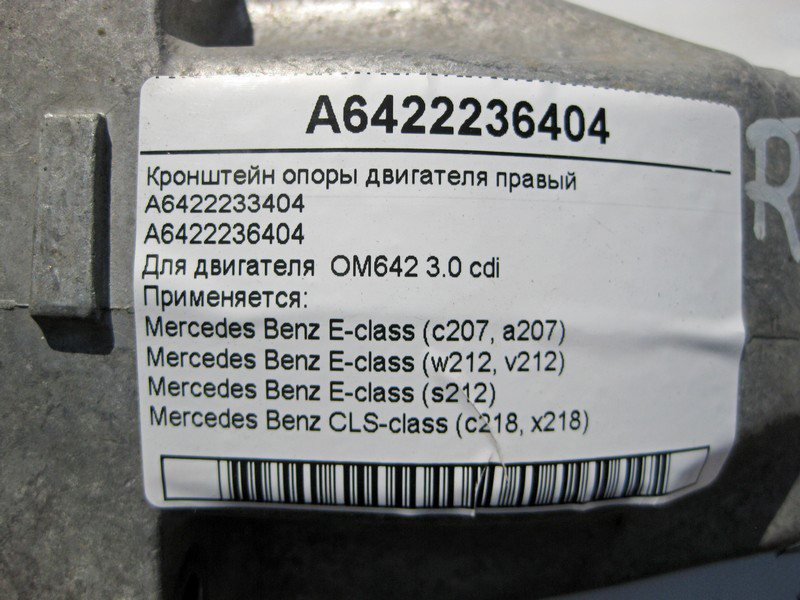 A6422236404
Кронштейн опоры двигателя правый
A6422233404
A6422236404
Для двигателя OM642 3.0 cdi
Применяется:
Mercedes Benz E-class (c207, a207)
Mercedes Benz E-class (w212, v212)
Mercedes Benz E-class (s212)
Mercedes Benz CLS-class (c218, x218)